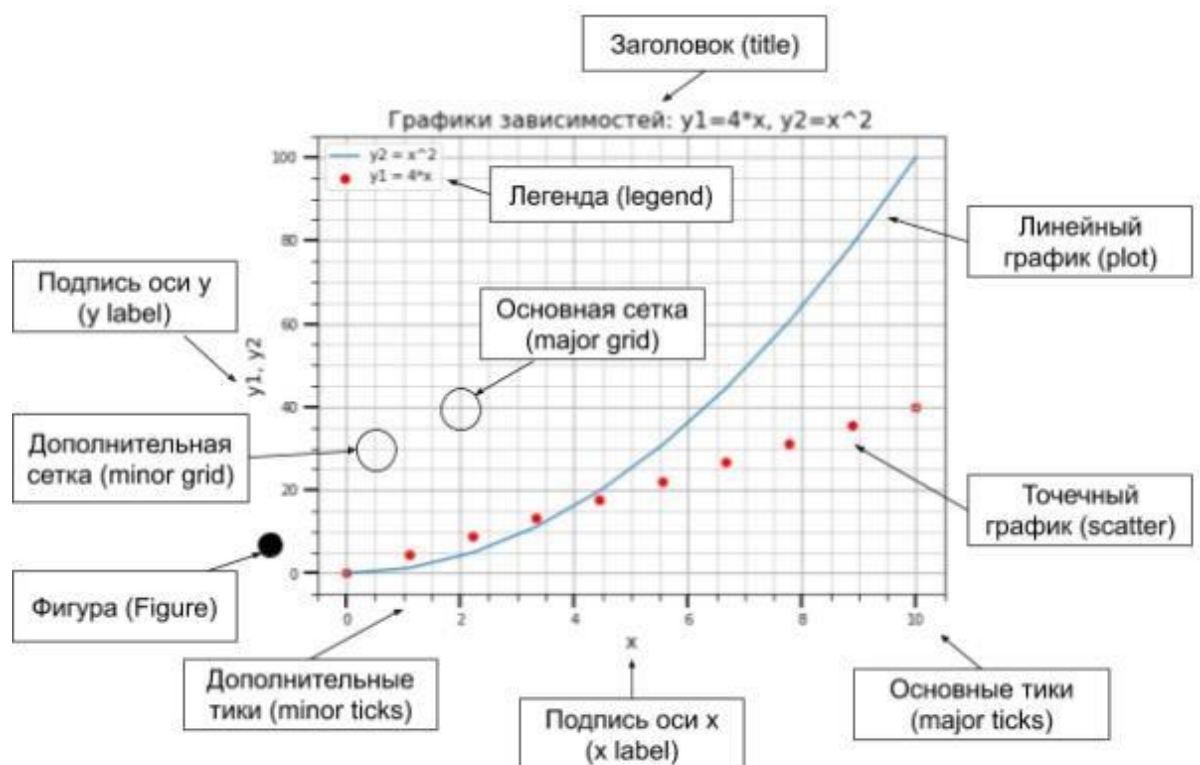 Заголовок (title)
Графики зависимостей: y1=4*x, y2=x^2
100
80
60
40
20
0
y2 = x^2
y1 = 4*x
Легенда (legend)
Линейный
график (plot)
Подпись оси y
(y label)
Основная сетка
(major grid)
y1, y2
Дополнительная
сетка (minor grid)
Точечный
график (scatter)
Фигура (Figure)
0
2
4
6
8
10
x
Дополнительные
тики (minor ticks)
Основные тики
(major ticks)
Подпись оси x
(x label)